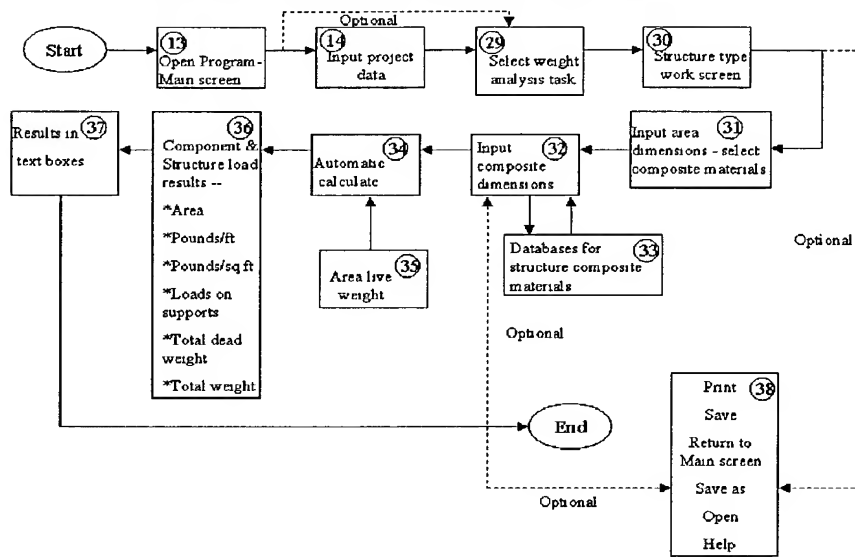 Optional
Start
13
Open Program-
Main screen
14
Input project
data
29
Select weight
analysis task
30
Structure type
work screen
37
Results in
text boxes
36
Component &
Structure load
results --
*Area
*Pounds/ft
*Pounds/sq ft
*Loads on
supports
*Total dead
weight
*Total weight
34
Automatic
calculate
32
Input
composite
dimensions
31
Input area
dimensions - select
composite materials
35
Area live
weight
33
Databases for
structure composite
materials
Optional
Optional
End
38
Print
Save
Return to
Main screen
Save as
Open
Help
Optional